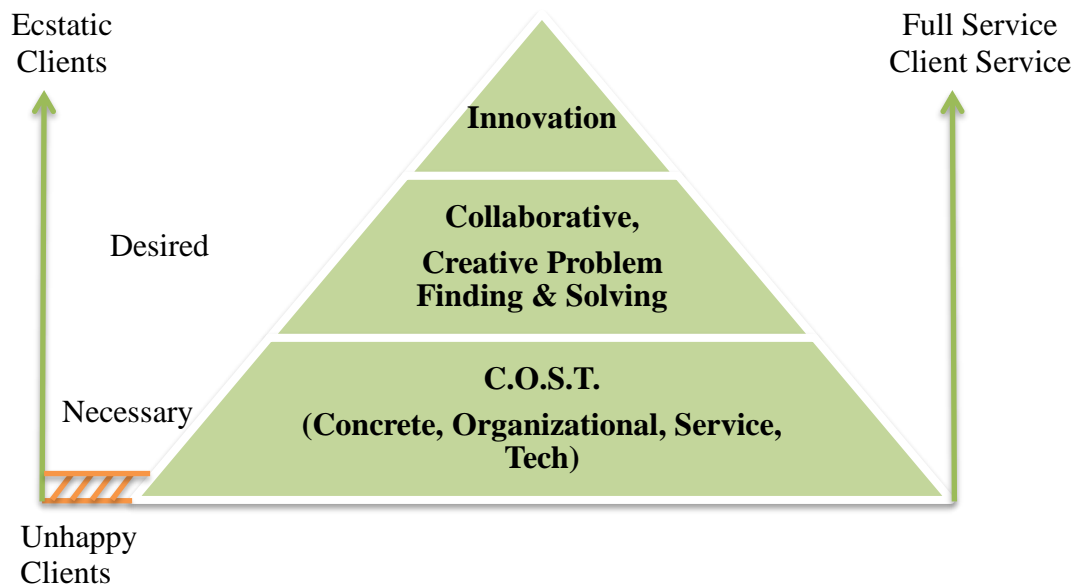 Ecstatic
Clients
Full Service
Client Service
Innovation
Desired
Collaborative,
Creative Problem
Finding & Solving
Necessary
C.O.S.T.
(Concrete, Organizational, Service,
Tech)
Unhappy
Clients